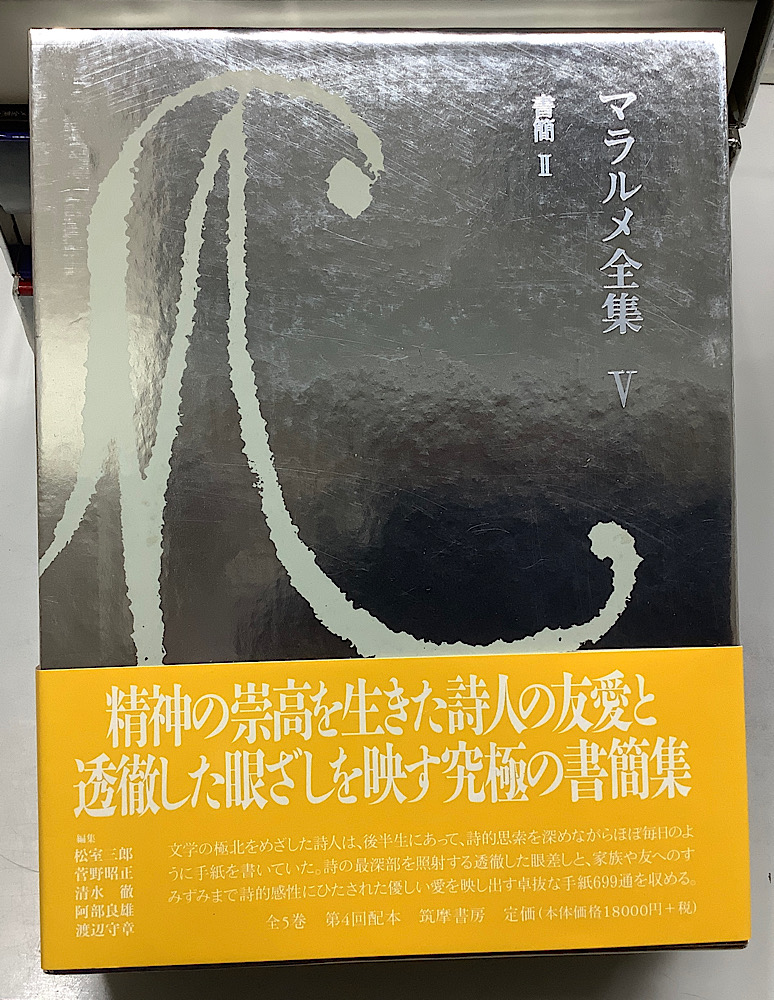 マラルメ全集 Ⅴ
書簡 Ⅱ
精神の崇高を生きた詩人の友愛と
透徹した眼ざしを映す究極の書簡集
編集
松室三郎
菅野昭正
清水 徹
阿部良雄
渡辺守章
文学の極北をめざした詩人は、後半生にあって、詩的思索を深めながらほぼ毎日のよ
うに手紙を書いていた。詩の最深部を照射する透徹した眼差しと、家族や友へのす
みずみまで詩的感性にひたされた優しい愛を映し出す卓抜な手紙699通を収める。
全5巻 第4回配本 筑摩書房 定価(本体価格18000円+税)